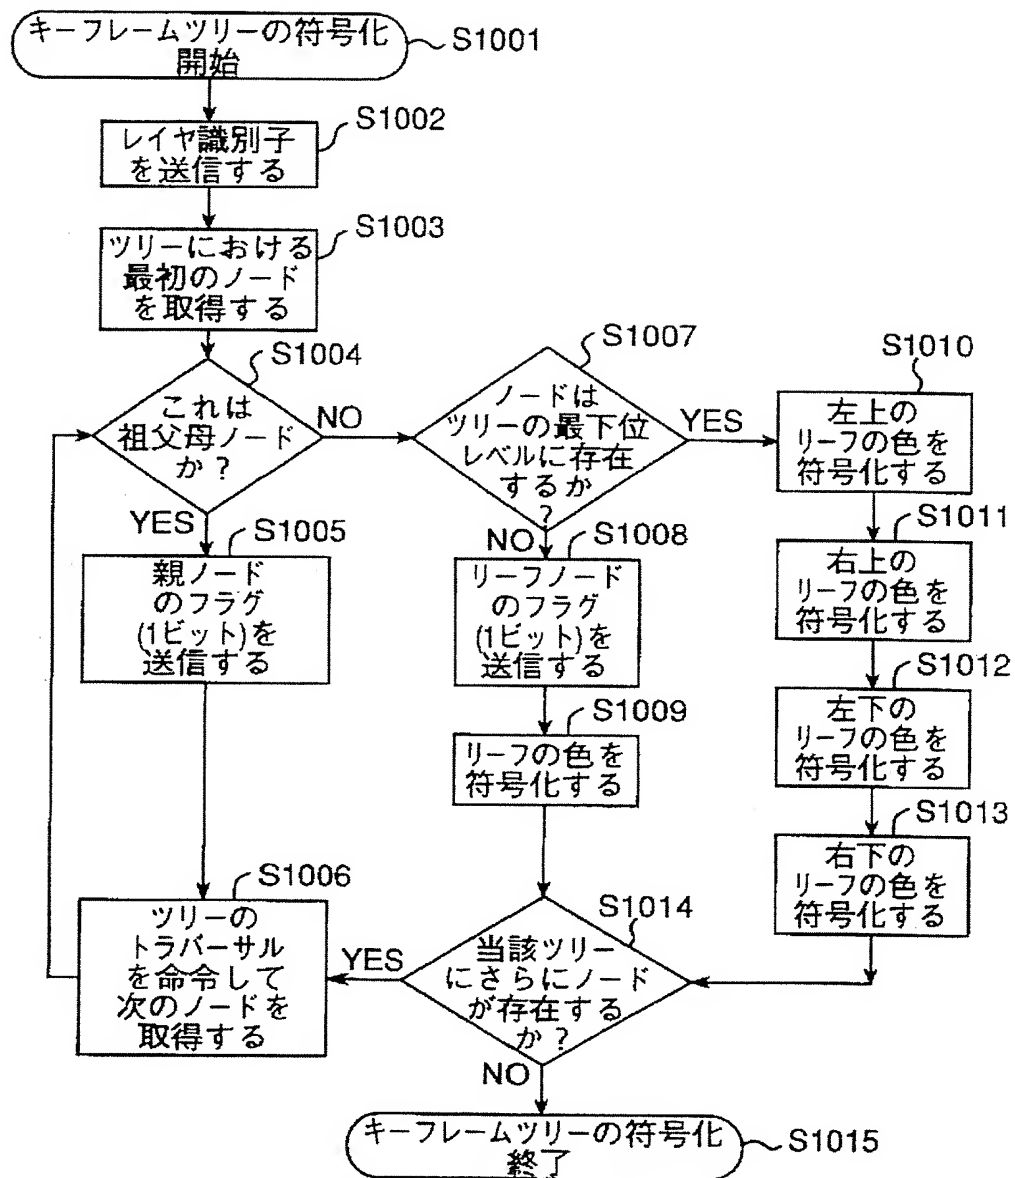 キーフレームツリーの符号化
開始
S1001
レイヤ識別子
を送信する
S1002
ツリーにおける
最初のノード
を取得する
S1003
これは
祖父母ノード
か?
S1004
NO
YES
ノードは
ツリーの最下位
レベルに存在
するか
?
S1007
YES
NO
左上の
リーフの色を
符号化する
S1010
右上の
リーフの色を
符号化する
S1011
左下の
リーフの色を
符号化する
S1012
右下の
リーフの色を
符号化する
S1013
親ノード
のフラグ
(1ビット)を
送信する
S1005
リーフノード
のフラグ
(1ビット)を
送信する
S1008
リーフの色を
符号化する
S1009
ツリーの
トラバーサル
を命令して
次のノードを
取得する
S1006
当該ツリー
にさらにノード
が存在する
か?
S1014
YES
NO
キーフレームツリーの符号化
終了
S1015